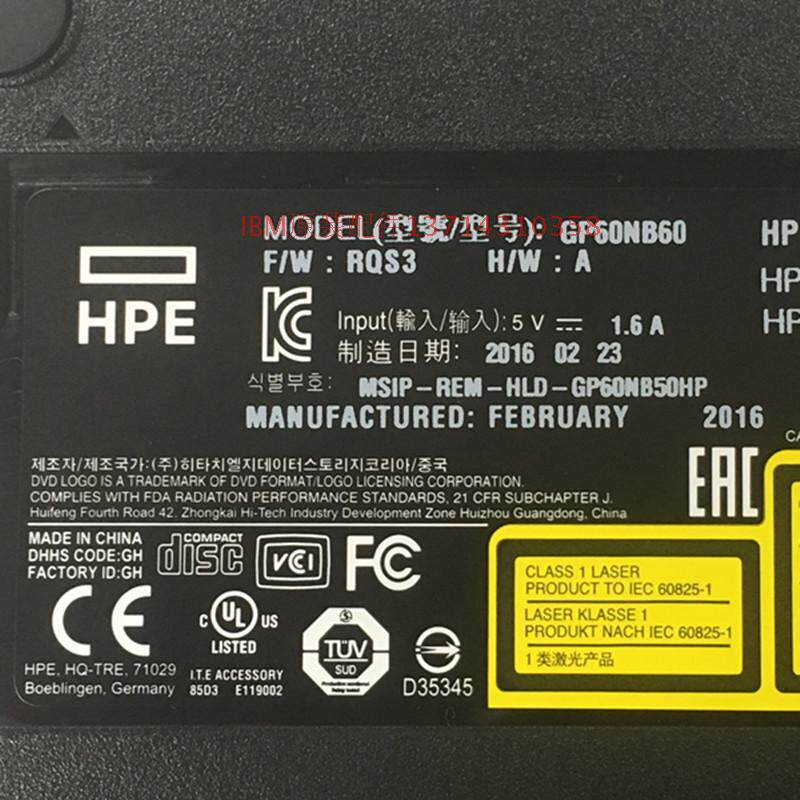 MODEL(型號/型号): GP60NB60
HP
F/W : RQS3 H/W : A
HP
HPE
Input(輸入/输入): 5 V 1.6 A
HP
制造日期: 2016 02 23
식별부호: MSIP-REM-HLD-GP60NB50HP
MANUFACTURED: FEBRUARY 2016
CA
제조자/제조국가:(주)히타치엘지데이터스토리지코리아/중국
DVD LOGO IS A TRADEMARK OF DVD FORMAT/LOGO LICENSING CORPORATION.
COMPLIES WITH FDA RADIATION PERFORMANCE STANDARDS, 21 CFR SUBCHAPTER J.
Huifeng Fourth Road 42, Zhongkai Hi-Tech Industry Development Zone Huizhou Guangdong, China
EAC
MADE IN CHINA
DHHS CODE:GH
FACTORY ID:GH
COMPACT
disc
VCCI
FC
CE
HPE, HQ-TRE, 71029
Boeblingen, Germany
c UL US
LISTED
I.T.E ACCESSORY
85D3 E119002
TÜV
SUD
D35345
CLASS 1 LASER
PRODUCT TO IEC 60825-1
LASER KLASSE 1
PRODUKT NACH IEC 60825-1
1 类激光产品